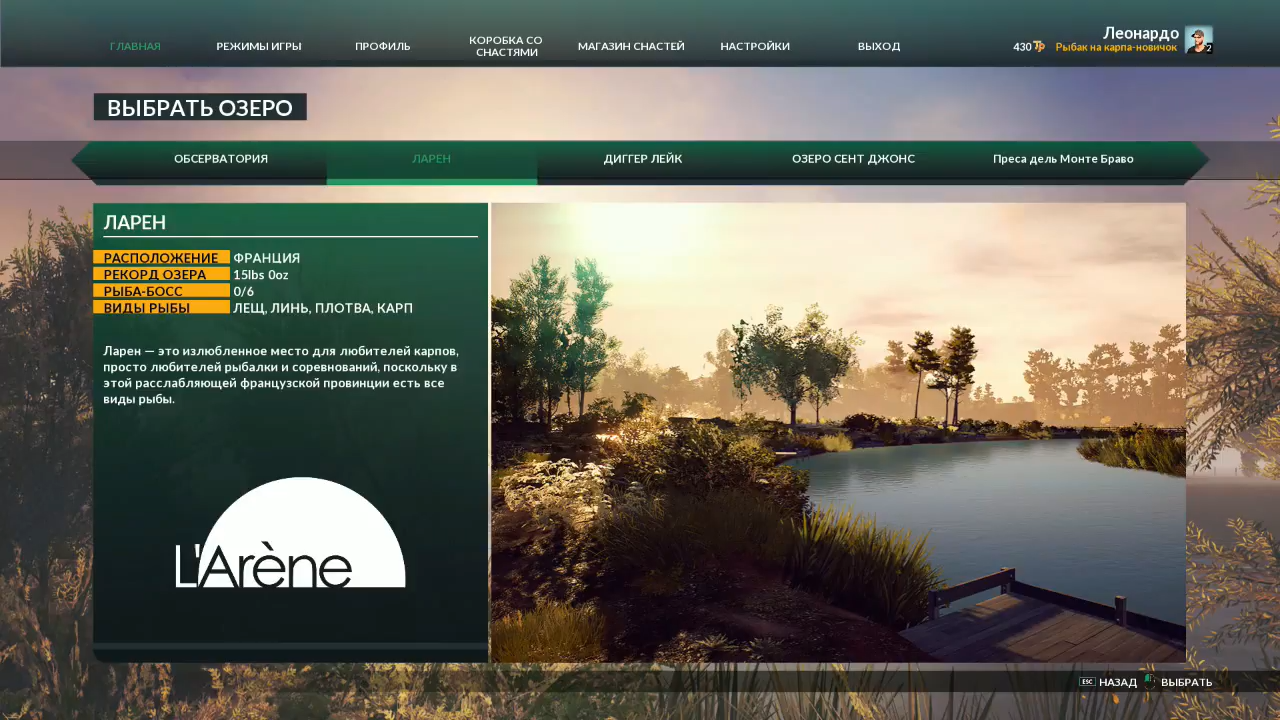 ГЛАВНАЯ
РЕЖИМЫ ИГРЫ
ПРОФИЛЬ
КОРОБКА СО
СНАСТЯМИ
МАГАЗИН СНАСТЕЙ
НАСТРОЙКИ
ВЫХОД
430
Леонардо
Рыбак на карпа-новичок
2
ВЫБРАТЬ ОЗЕРО
ОБСЕРВАТОРИЯ
ЛАРЕН
ДИГГЕР ЛЕЙК
ОЗЕРО СЕНТ ДЖОНС
Преса дель Монте Браво
ЛАРЕН
РАСПОЛОЖЕНИЕ ФРАНЦИЯ
РЕКОРД ОЗЕРА 15lbs 0oz
РЫБА-БОСС 0/6
ВИДЫ РЫБЫ ЛЕЩ, ЛИНЬ, ПЛОТВА, КАРП
Ларен — это излюбленное место для любителей карпов,
просто любителей рыбалки и соревнований, поскольку в
этой расслабляющей французской провинции есть все
виды рыбы.
L'Arène
ESC НАЗАД ВЫБРАТЬ